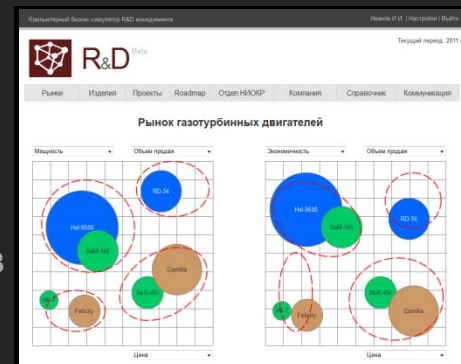 Компьютерный бизнес-симулятор R&D менеджмента
Иванов И.И. | Настройки | Выйти
R&D Beta
Текущий период: 2011
Рынки Изделия Проекты Roadmap Отдел НИОКР Компания Справочник Коммуникация
Рынок газотурбинных двигателей
Мощность Объем продаж Экономичность Объем продаж
RD-34
Hel-9500
SaM-145
Camilla
Felicity
Hel-9500
SaM-145
RD-34
Camilla
Felicity
Цена Цена